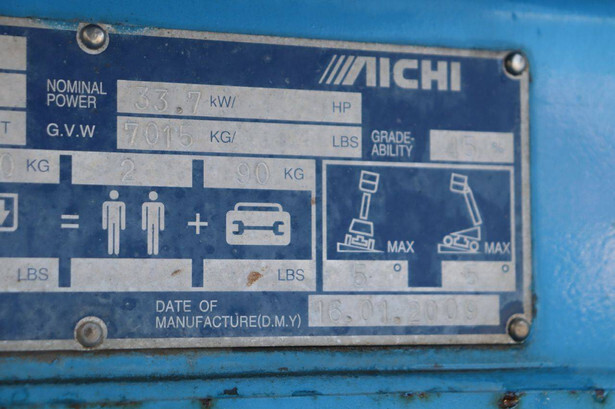 AICHI
NOMINAL POWER 33.7 kW/ HP
T G.V.W 7015 KG/ LBS GRADE-ABILITY
0 KG 2 90 KG
= +
MAX MAX
LBS LBS 5° °
DATE OF
MANUFACTURE(D.M.Y) 16.01.2009